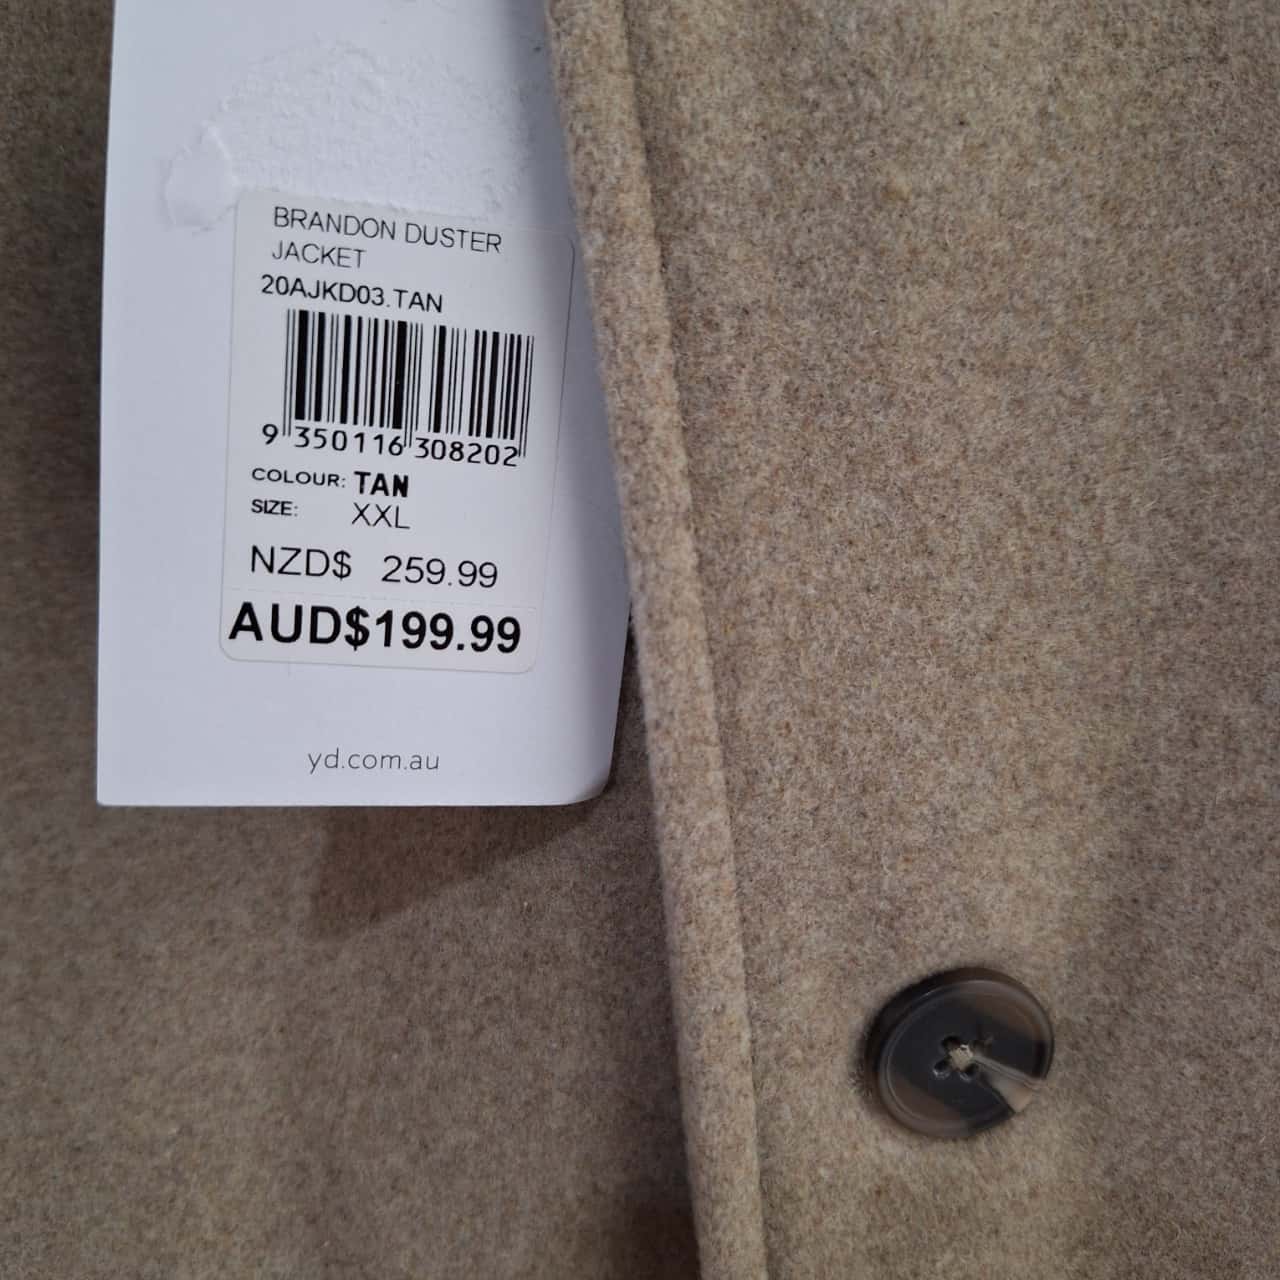 BRANDON DUSTER
JACKET
20AJKD03.TAN
9 350116 308202
COLOUR: TAN
SIZE: XXL
NZD$ 259.99
AUD$199.99
yd.com.au